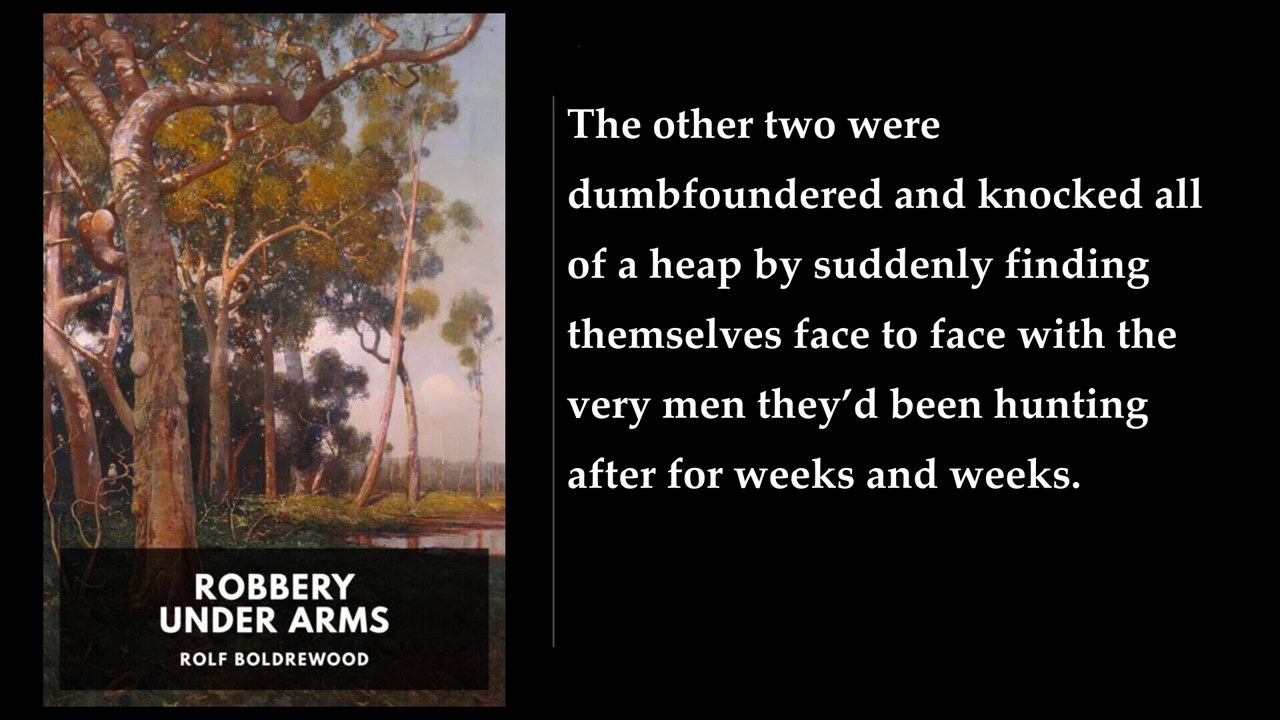 The other two were
dumbfoundered and knocked all
of a heap by suddenly finding
themselves face to face with the
very men they’d been hunting
after for weeks and weeks.
ROBBERY
UNDER ARMS
ROLF BOLDREWOOD